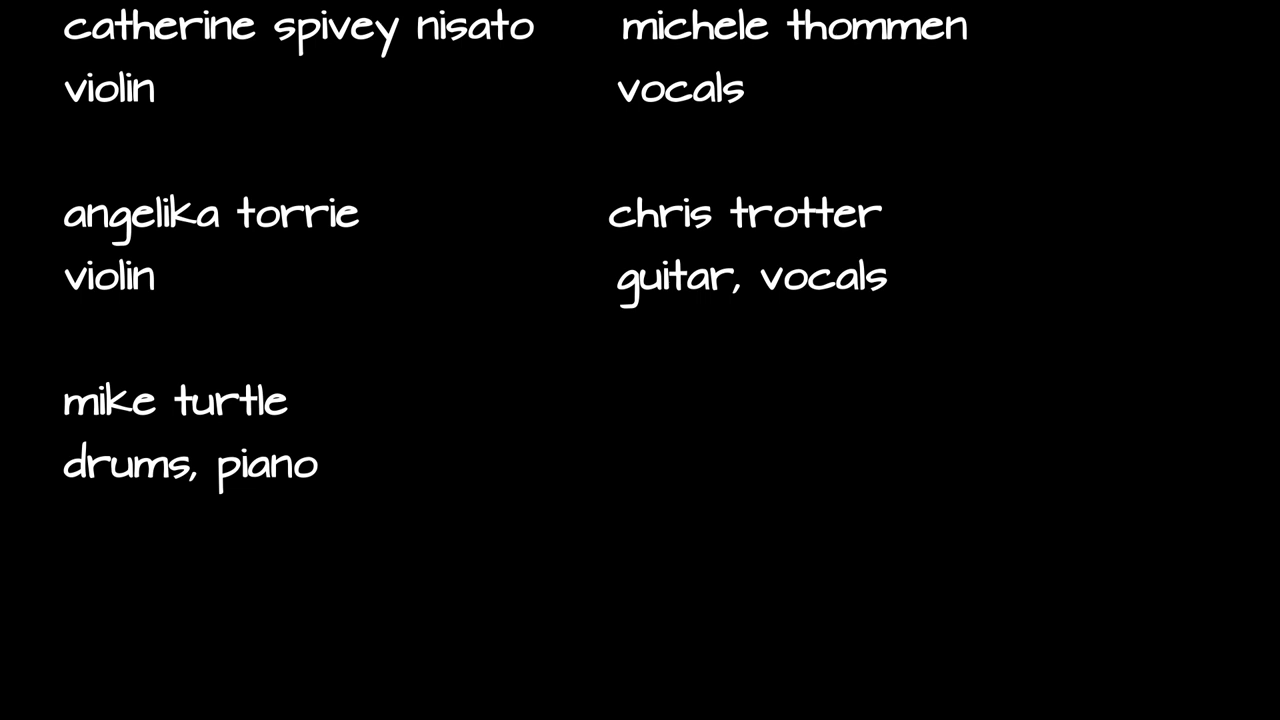 catherine spivey nisato michele thommen
violin vocals
angelika torrie chris trotter
violin guitar, vocals
mike turtle
drums, piano